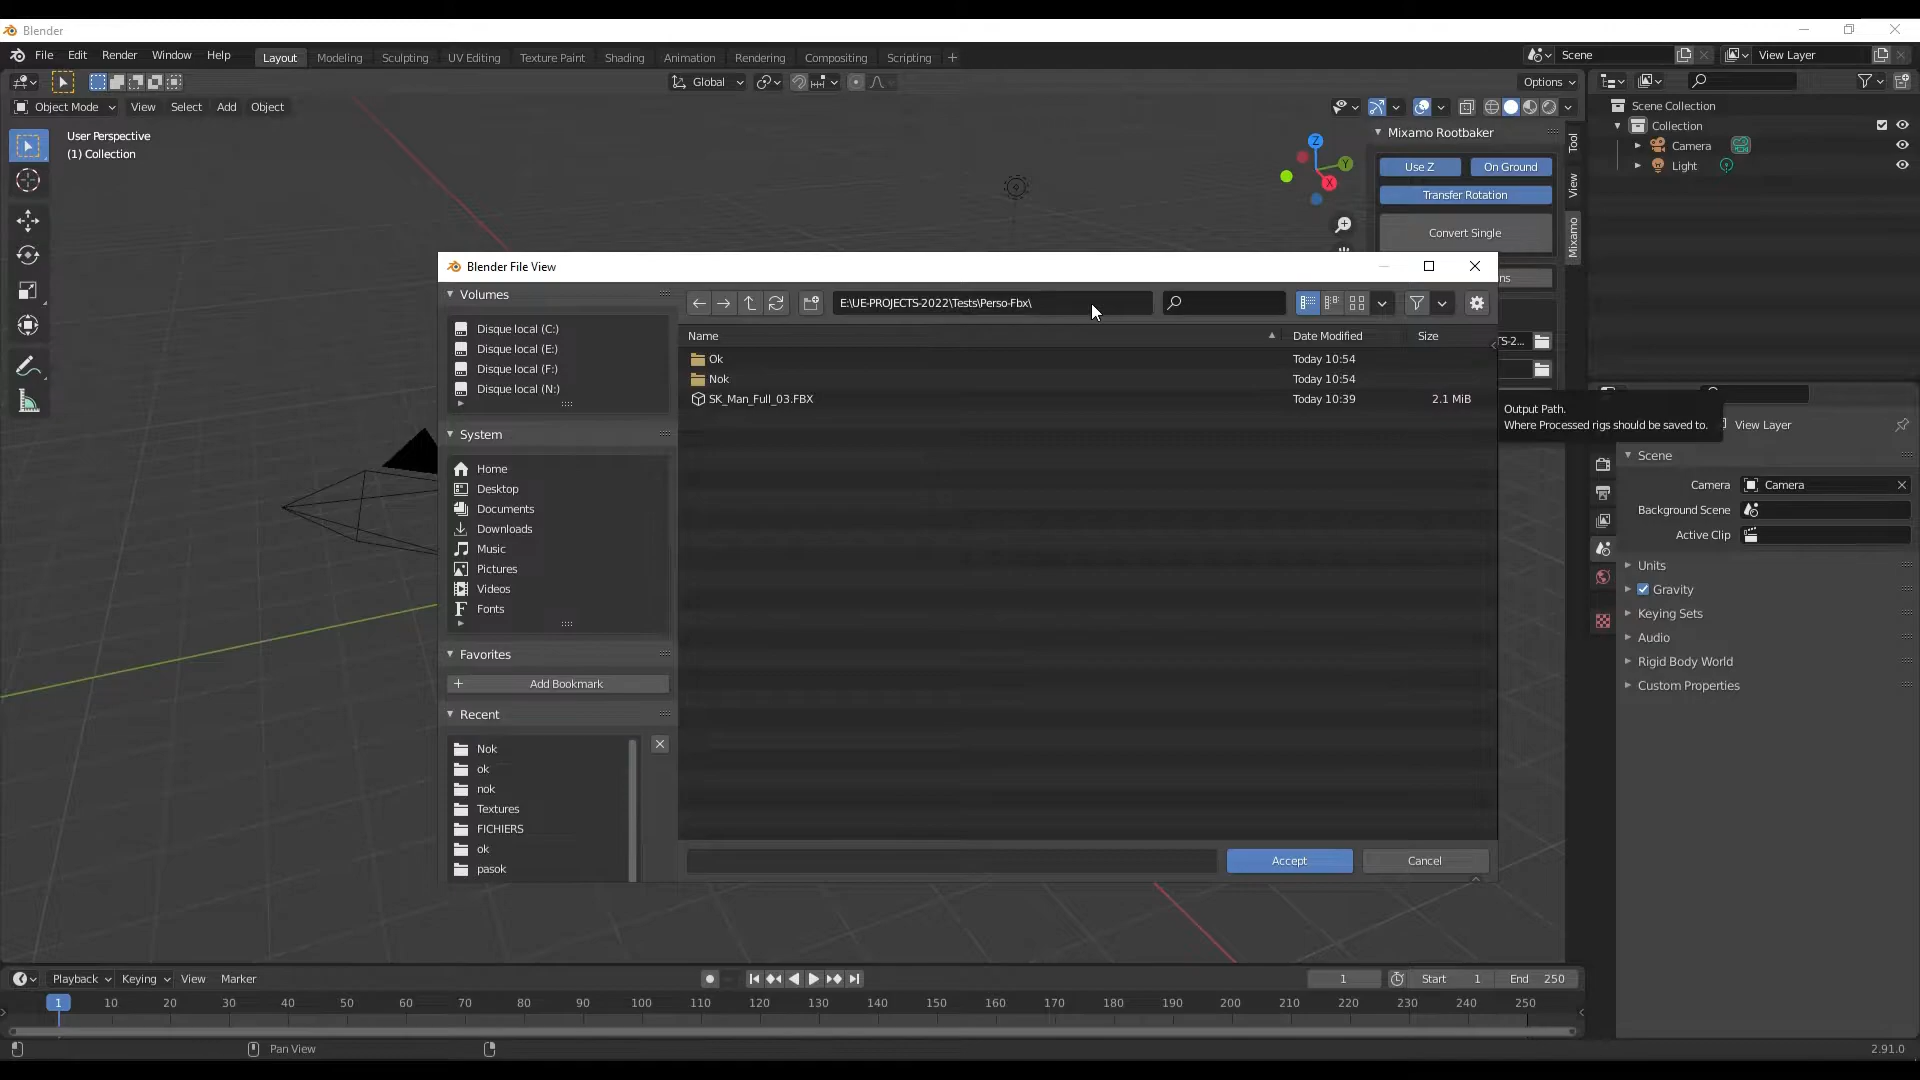 Blender
File Edit Render Window Help Layout Modeling Sculpting UV Editing Texture Paint Shading Animation Rendering Compositing Scripting + Scene View Layer
Global Options
Object Mode View Select Add Object
User Perspective
(1) Collection
Z
Y
X
Mixamo Rootbaker
Use Z On Ground
Transfer Rotation
Convert Single
Tool
View
Mixamo
Scene Collection
Collection
Camera
Light
Blender File View
Volumes
Disque local (C:)
Disque local (E:)
Disque local (F:)
Disque local (N:)
System
Home
Desktop
Documents
Downloads
Music
Pictures
Videos
Fonts
Favorites
+ Add Bookmark
Recent
Nok
ok
nok
Textures
FICHIERS
ok
pasok
E:\UE-PROJECTS-2022\Tests\Perso-Fbx\
Name Date Modified Size
Ok Today 10:54
Nok Today 10:54
SK_Man_Full_03.FBX Today 10:39 2.1 MiB
Accept Cancel
ns
TS-2...
Output Path.
Where Processed rigs should be saved to.
View Layer
Scene
Camera Camera
Background Scene
Active Clip
Units
Gravity
Keying Sets
Audio
Rigid Body World
Custom Properties
Playback Keying View Marker 1 Start 1 End 250
1 10 20 30 40 50 60 70 80 90 100 110 120 130 140 150 160 170 180 190 200 210 220 230 240 250
Pan View 2.91.0